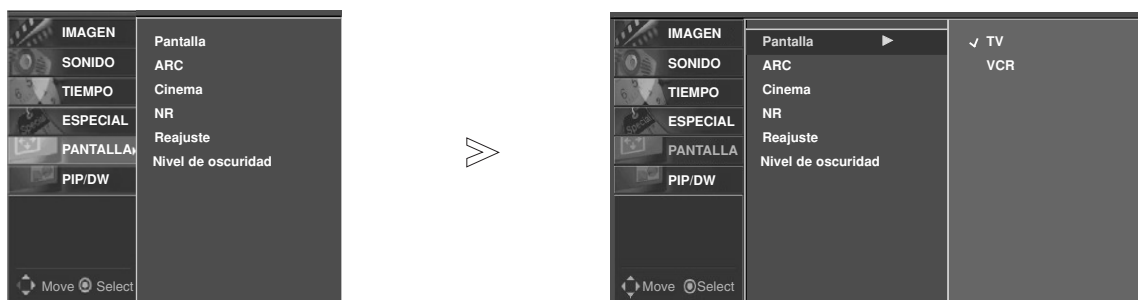 IMAGEN
SONIDO
TIEMPO
ESPECIAL
PANTALLA
PIP/DW
Move Select
Pantalla
ARC
Cinema
NR
Reajuste
Nivel de oscuridad
IMAGEN
SONIDO
TIEMPO
ESPECIAL
PANTALLA
PIP/DW
Move Select
Pantalla
ARC
Cinema
NR
Reajuste
Nivel de oscuridad
TV
VCR